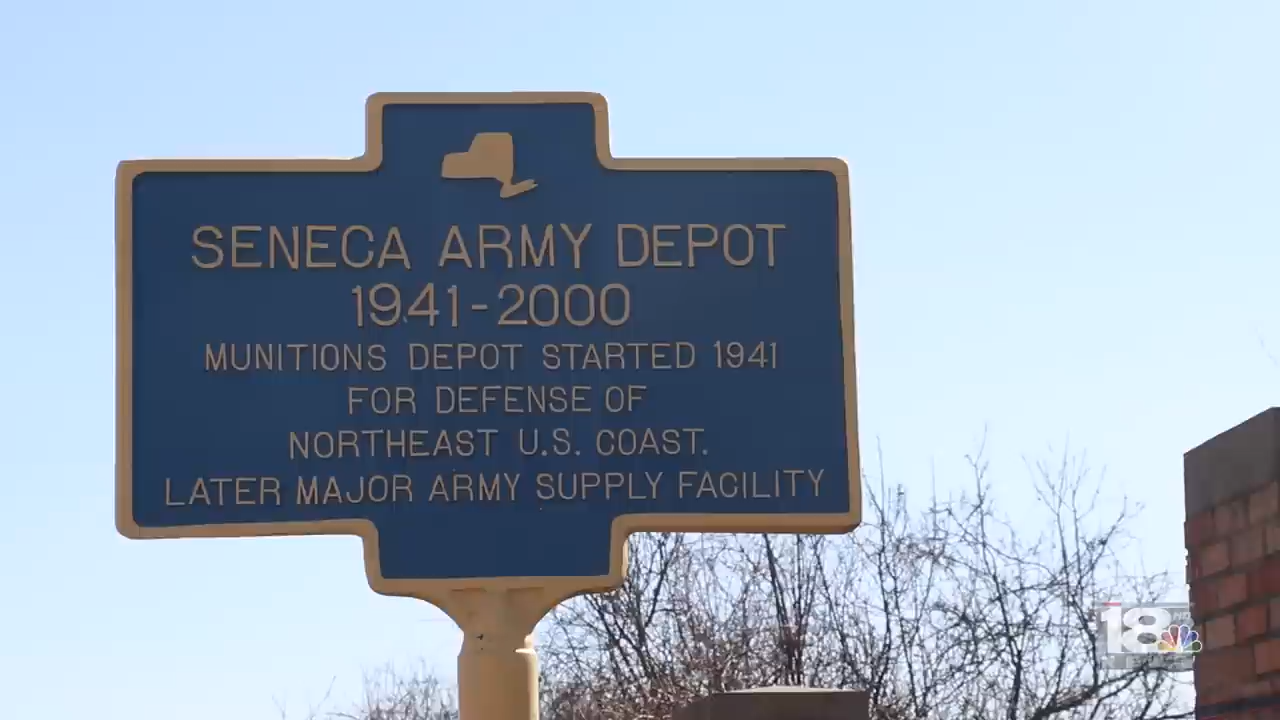 SENECA ARMY DEPOT
1941-2000
MUNITIONS DEPOT STARTED 1941
FOR DEFENSE OF
NORTHEAST U.S. COAST.
LATER MAJOR ARMY SUPPLY FACILITY
18